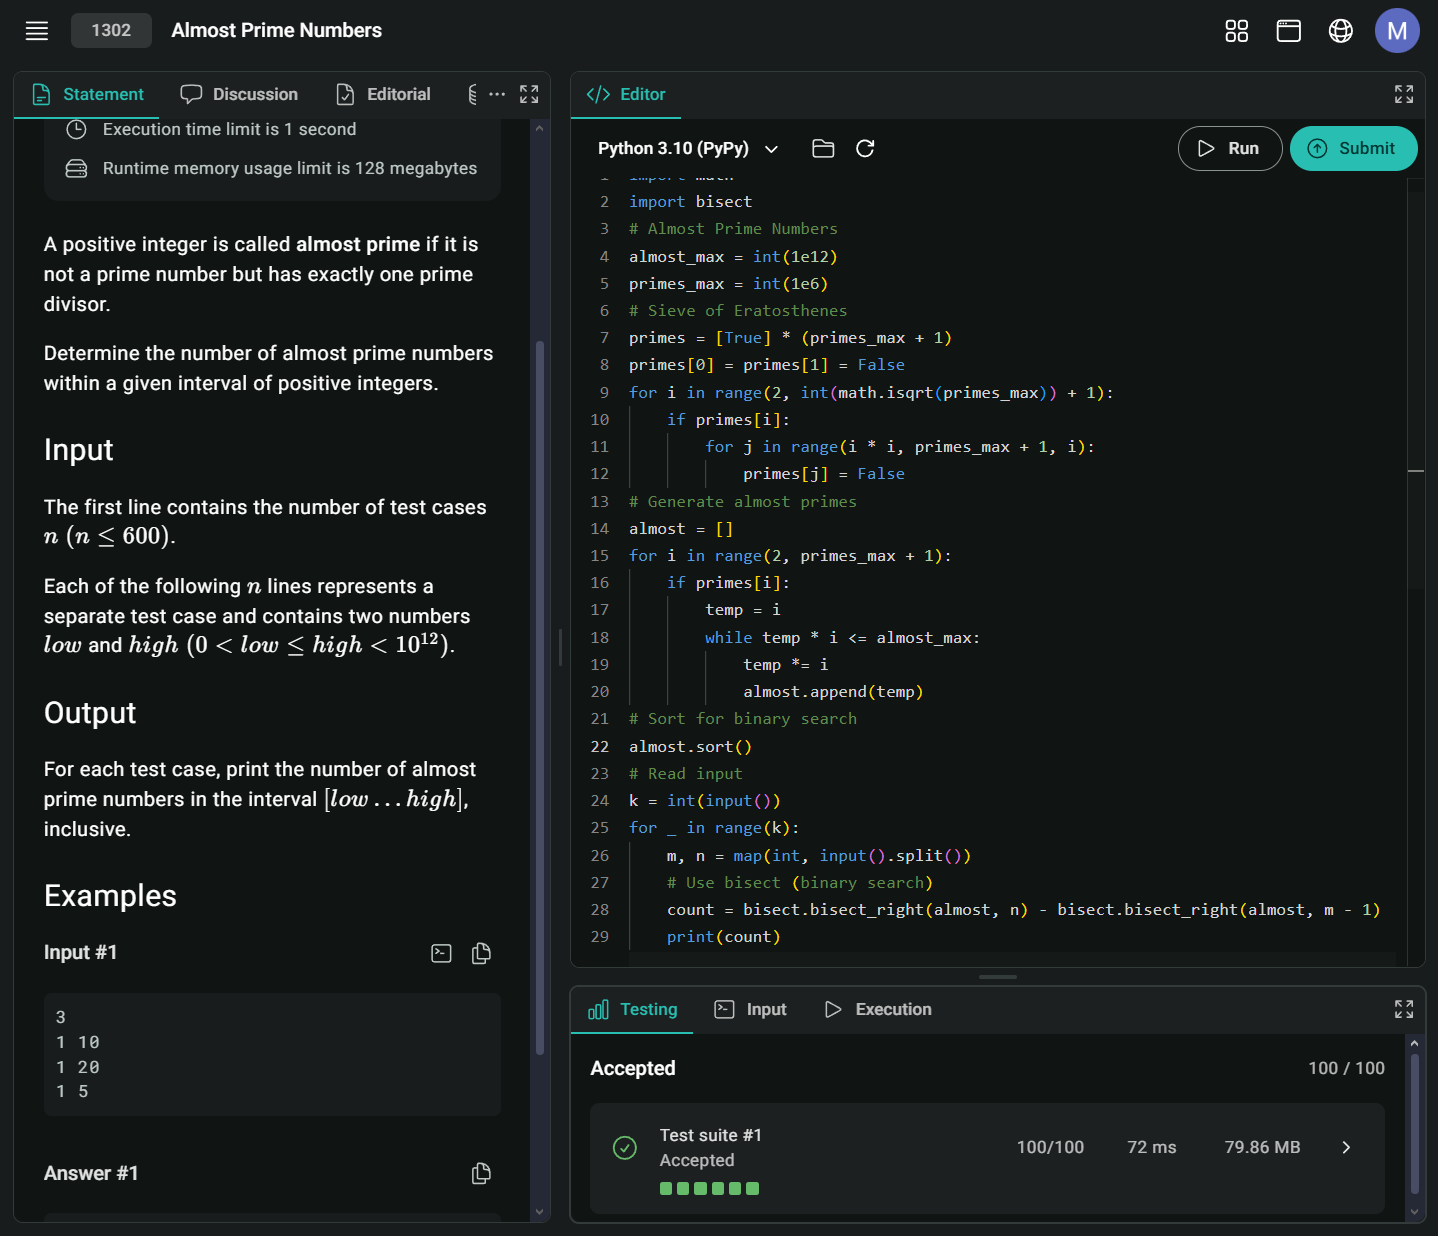 1302
Almost Prime Numbers
M
Statement
Discussion
Editorial
Execution time limit is 1 second
Runtime memory usage limit is 128 megabytes
A positive integer is called almost prime if it is
not a prime number but has exactly one prime
divisor.
Determine the number of almost prime numbers
within a given interval of positive integers.
Input
The first line contains the number of test cases
n (n ≤ 600).
Each of the following n lines represents a
separate test case and contains two numbers
low and high (0 < low ≤ high < 10¹²).
Output
For each test case, print the number of almost
prime numbers in the interval [low … high],
inclusive.
Examples
Input #1
3
1 10
1 20
1 5
Answer #1
Editor
Python 3.10 (PyPy)
Run
Submit
1 import math
2 import bisect
3 # Almost Prime Numbers
4 almost_max = int(1e12)
5 primes_max = int(1e6)
6 # Sieve of Eratosthenes
7 primes = [True] * (primes_max + 1)
8 primes[0] = primes[1] = False
9 for i in range(2, int(math.isqrt(primes_max)) + 1):
10     if primes[i]:
11         for j in range(i * i, primes_max + 1, i):
12             primes[j] = False
13 # Generate almost primes
14 almost = []
15 for i in range(2, primes_max + 1):
16     if primes[i]:
17         temp = i
18         while temp * i <= almost_max:
19             temp *= i
20             almost.append(temp)
21 # Sort for binary search
22 almost.sort()
23 # Read input
24 k = int(input())
25 for _ in range(k):
26     m, n = map(int, input().split())
27     # Use bisect (binary search)
28     count = bisect.bisect_right(almost, n) - bisect.bisect_right(almost, m - 1)
29     print(count)
Testing
Input
Execution
Accepted
100 / 100
Test suite #1
Accepted
100/100
72 ms
79.86 MB